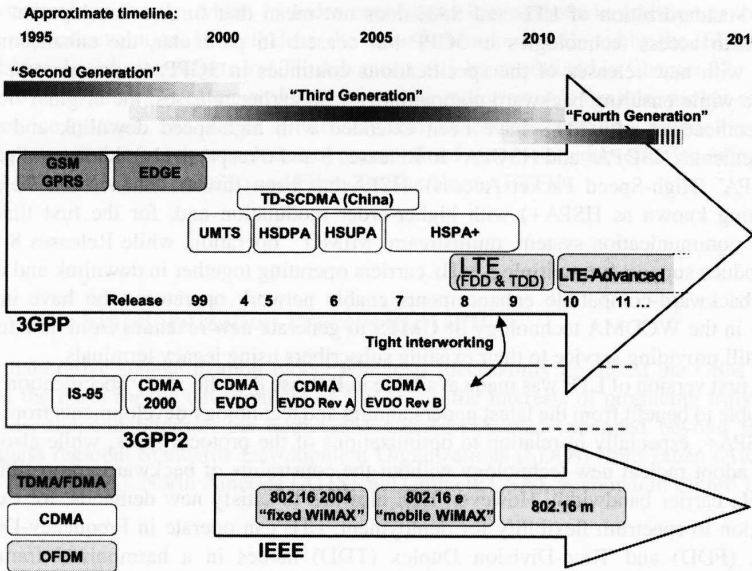 Approximate timeline:
1995 2000 2005 2010
"Second Generation"
"Third Generation"
"Fourth Generation"
GSM
GPRS
EDGE
TD-SCDMA (China)
UMTS HSDPA HSUPA HSPA+
LTE
(FDD & TDD)
LTE-Advanced
Release 99 4 5 6 7 8 9 10 11 ...
3GPP
Tight interworking
IS-95
CDMA
2000
CDMA
EVDO
CDMA
EVDO Rev A
CDMA
EVDO Rev B
3GPP2
TDMA/FDMA
CDMA
OFDM
802.16 2004
"fixed WiMAX"
802.16 e
"mobile WiMAX"
802.16 m
IEEE